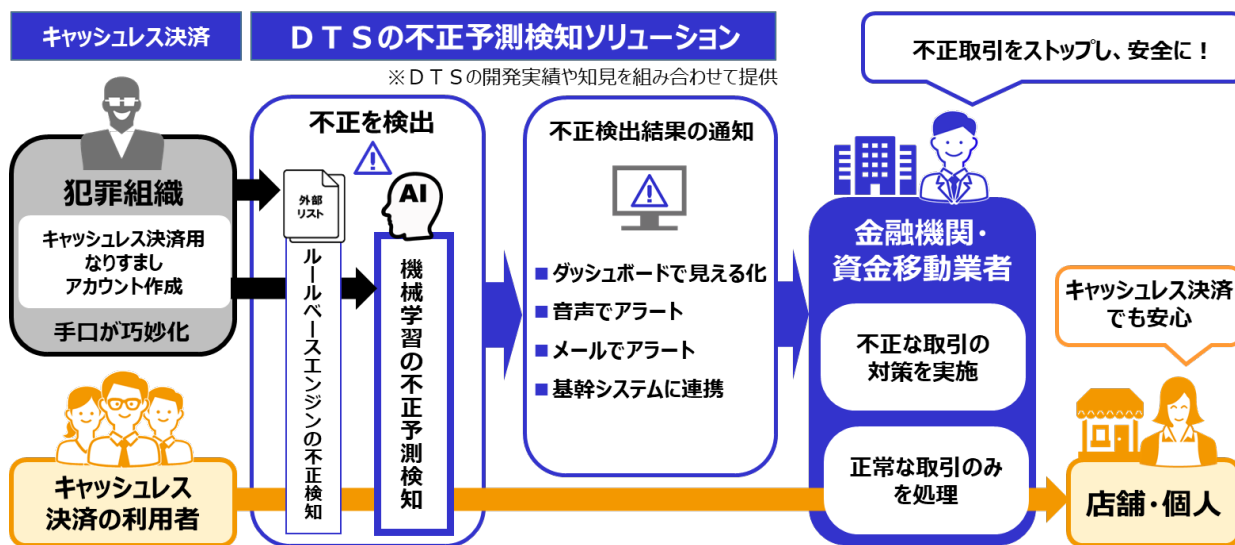 キャッシュレス決済
DTSの不正予測検知ソリューション
※DTSの開発実績や知見を組み合わせて提供
不正取引をストップし、安全に！
犯罪組織
キャッシュレス決済用
なりすまし
アカウント作成
手口が巧妙化
キャッシュレス
決済の利用者
不正を検出
外部
リスト
ルールベースエンジンの不正検知
AI
機械学習の不正予測検知
不正検出結果の通知
■ダッシュボードで見える化
■音声でアラート
■メールでアラート
■基幹システムに連携
金融機関・
資金移動業者
不正な取引の
対策を実施
正常な取引のみ
を処理
キャッシュレス決済
でも安心
店舗・個人